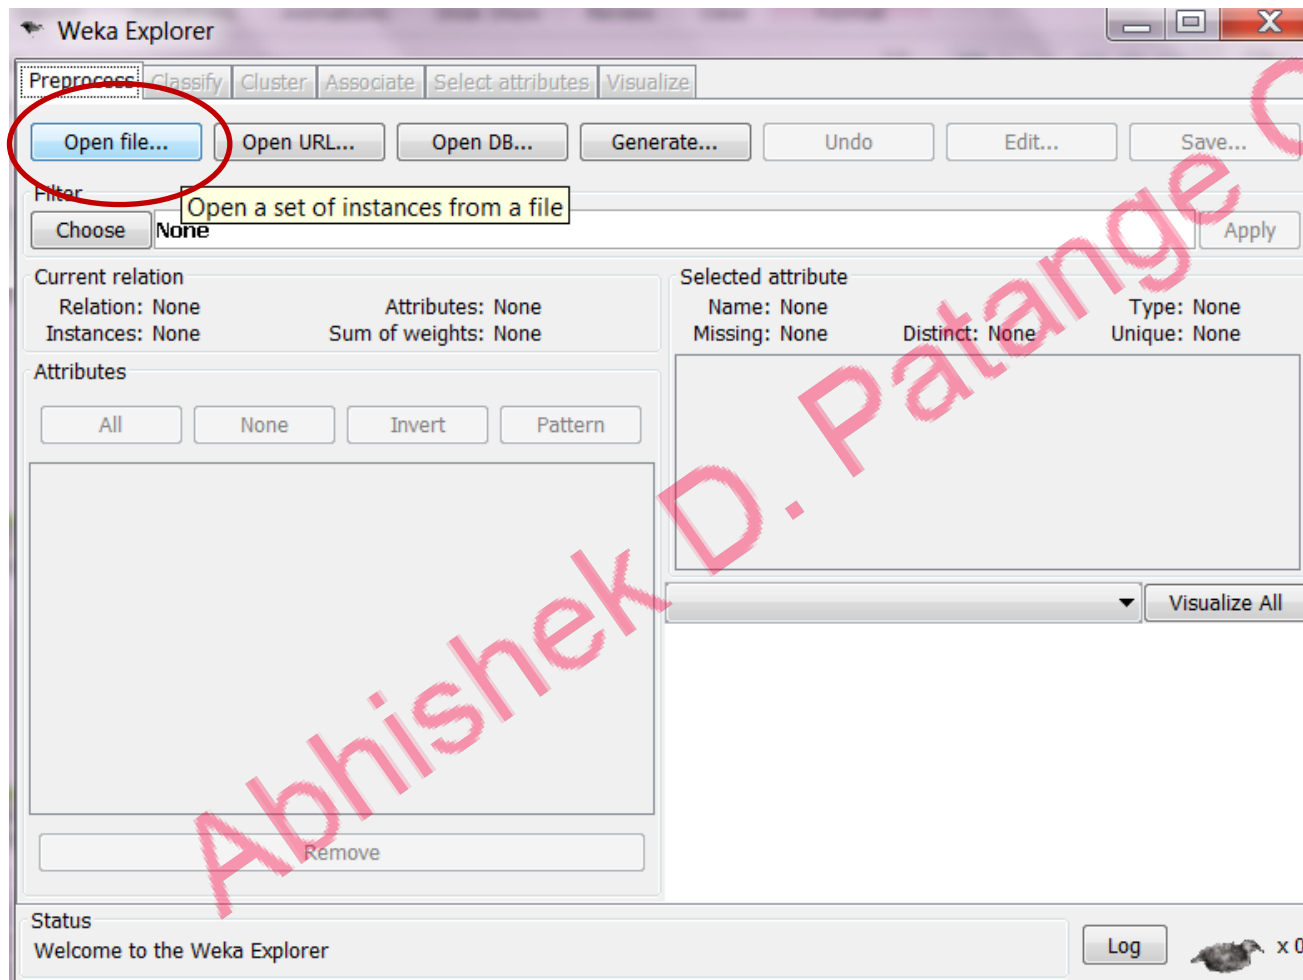 Weka Explorer
Preprocess Classify Cluster Associate Select attributes Visualize
Open file... Open URL... Open DB... Generate... Undo Edit... Save...
Filter
Open a set of instances from a file
Choose None Apply
Current relation
Relation: None Attributes: None
Instances: None Sum of weights: None
Selected attribute
Name: None Type: None
Missing: None Distinct: None Unique: None
Attributes
All None Invert Pattern
Visualize All
Remove
Status
Welcome to the Weka Explorer
Log x 0
Abhishek D. Patange